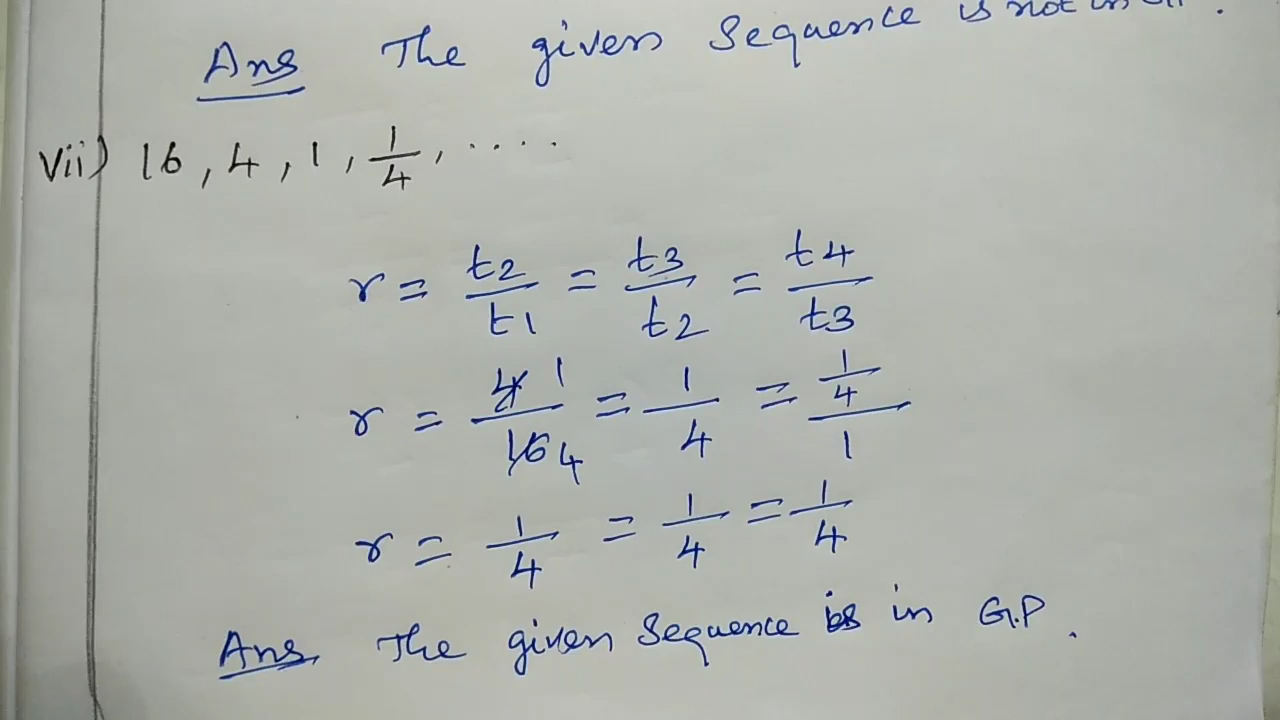 Ans The given Sequence is not in
vii) 16, 4, 1, 1/4, ....
r = t2/t1 = t3/t2 = t4/t3
r = 4 1/16 4 = 1/4 = 1/4/1
r = 1/4 = 1/4 = 1/4
Ans The given Sequence is in G.P.